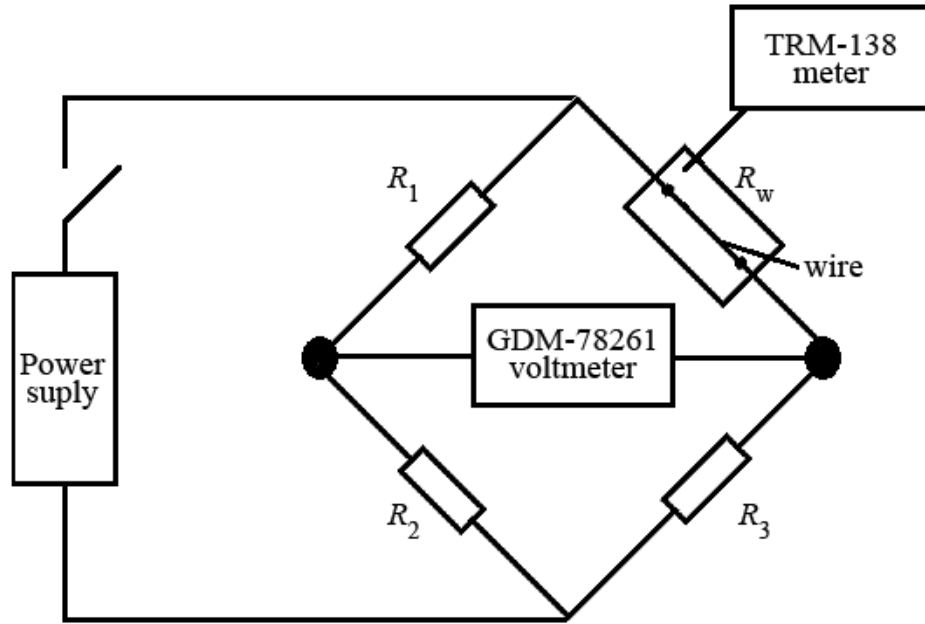 TRM-138
meter
R1
Rw
wire
GDM-78261
voltmeter
Power
suply
R2
R3